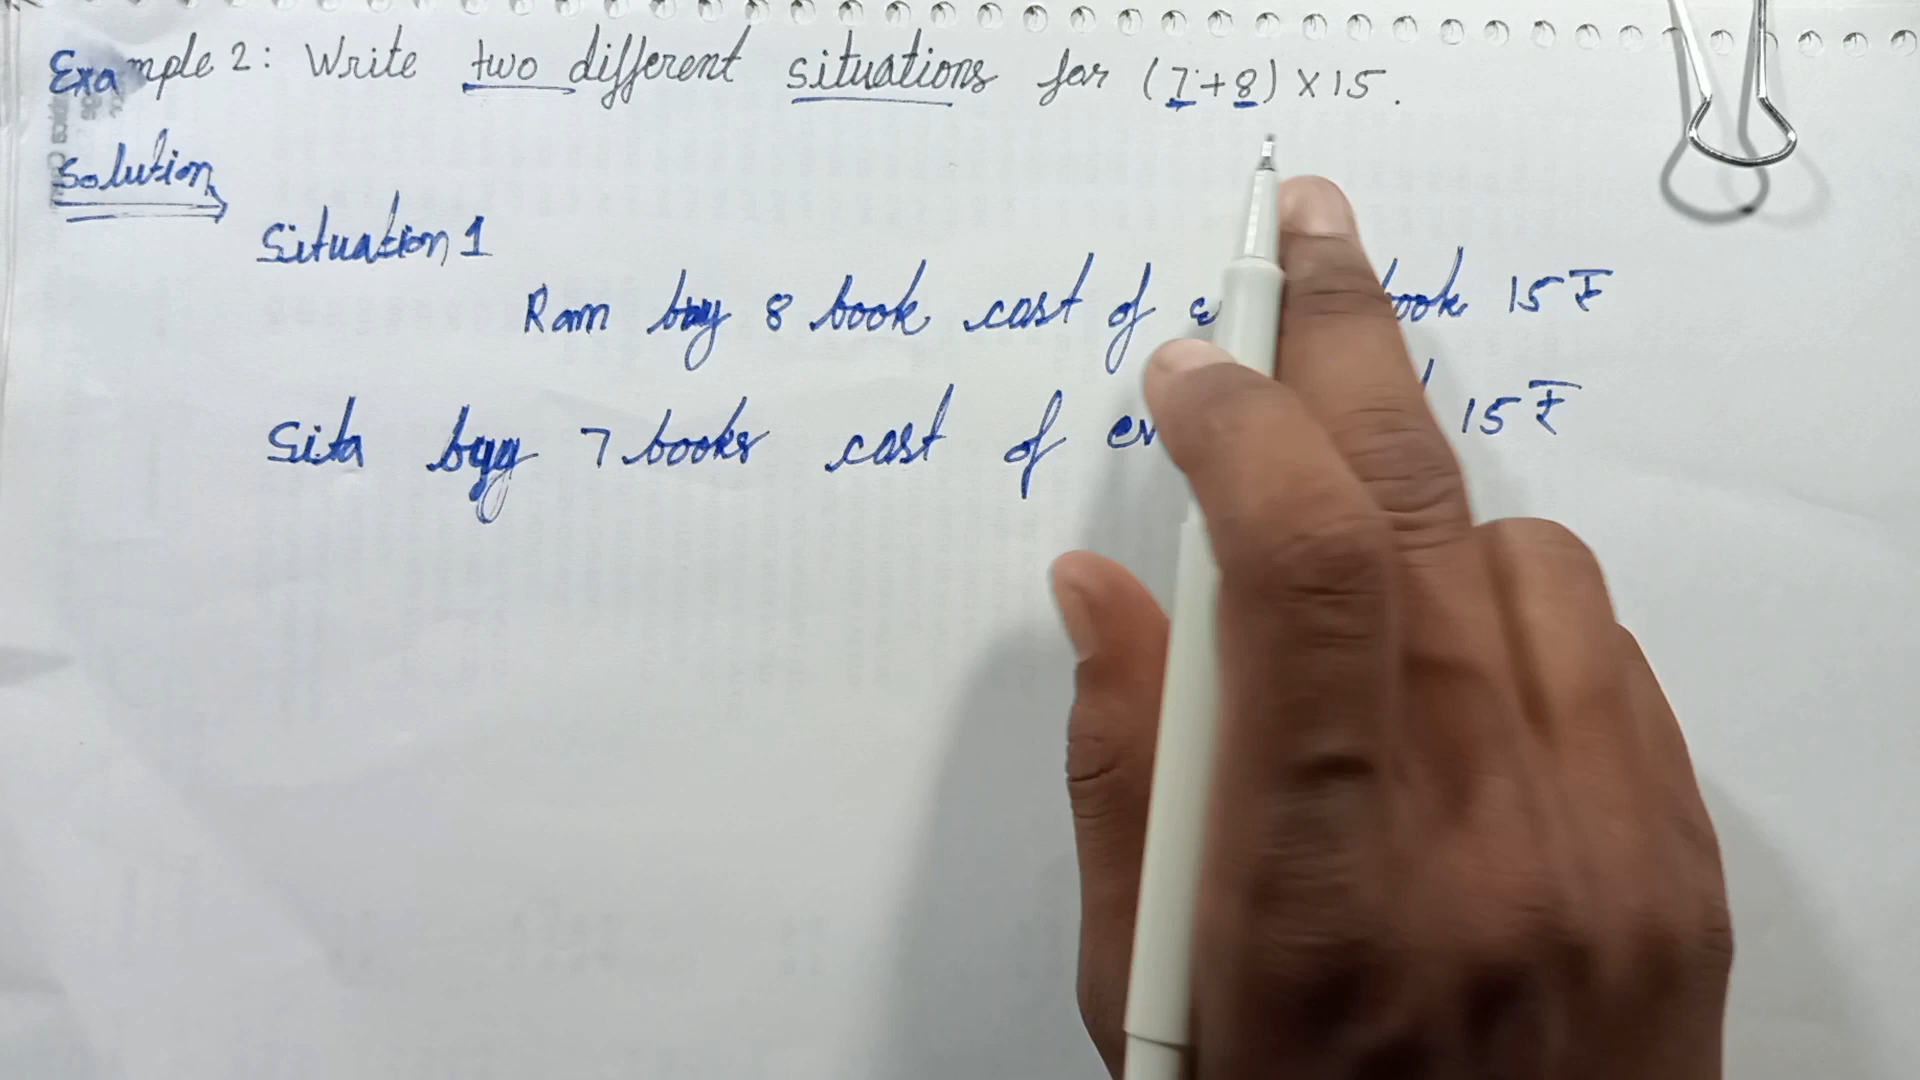 Example 2: Write two different situations for (7+8) × 15.
Solution
Situation 1
Ram buy 8 book cost of book 15 ₹
Sita buy 7 books cost of 15 ₹